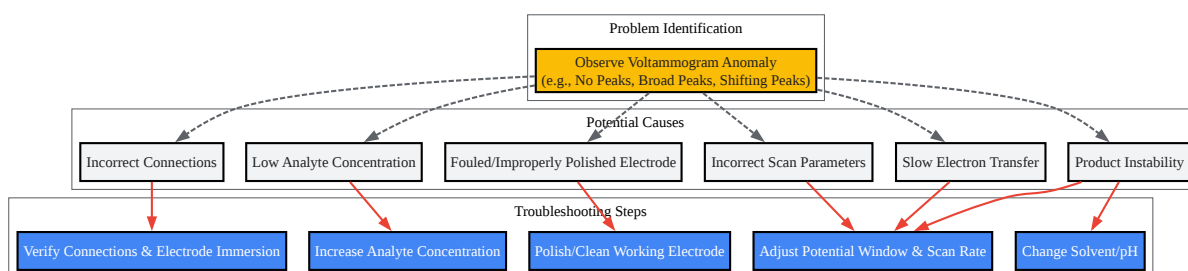 Problem Identification
Observe Voltammogram Anomaly
(e.g., No Peaks, Broad Peaks, Shifting Peaks)
Potential Causes
Incorrect Connections
Low Analyte Concentration
Fouled/Improperly Polished Electrode
Incorrect Scan Parameters
Slow Electron Transfer
Product Instability
Troubleshooting Steps
Verify Connections & Electrode Immersion
Increase Analyte Concentration
Polish/Clean Working Electrode
Adjust Potential Window & Scan Rate
Change Solvent/pH